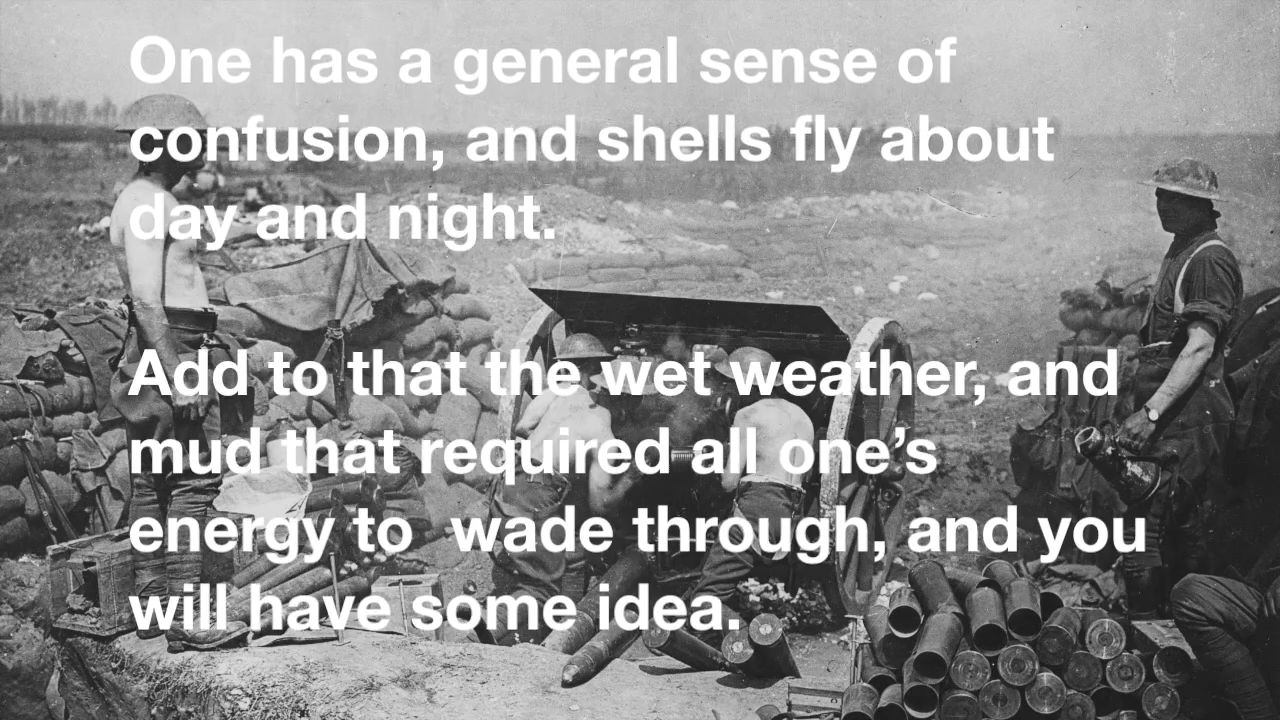 One has a general sense of
confusion, and shells fly about
day and night.
Add to that the wet weather, and
mud that required all one’s
energy to  wade through, and you
will have some idea.